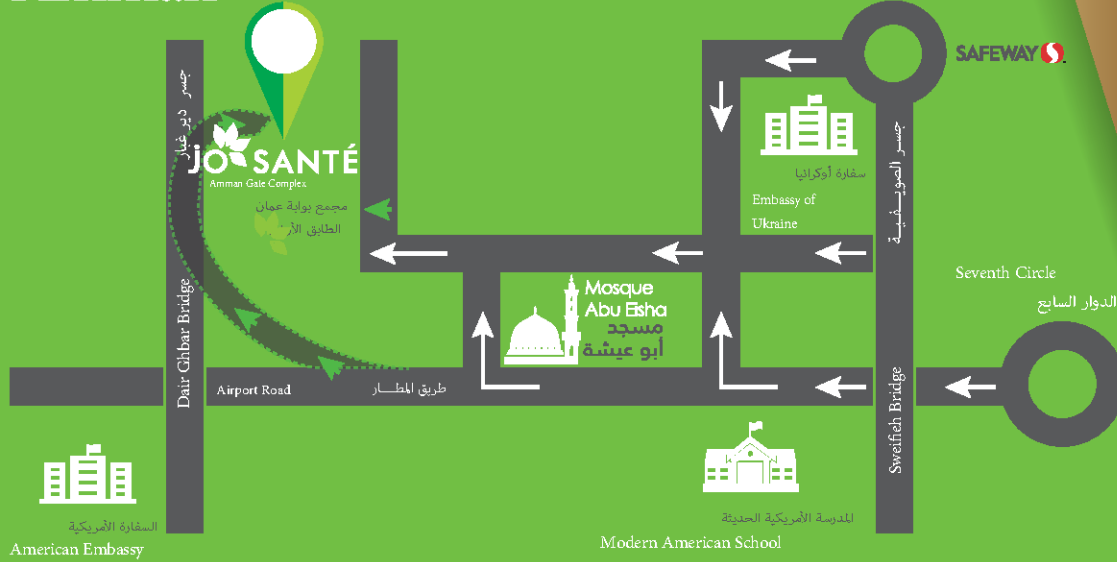 SAFEWAY
جسر دير غبار
JO SANTÉ
Amman Gate Complex
مجمع بوابة عمان
الطابق
سفارة أوكرانيا
Embassy of
Ukraine
جسر الصويفية
Seventh Circle
الدوار السابع
Mosque
Abu Eisha
مسجد
أبو عيشة
Dair Ghbar Bridge
Airport Road
طريق المطار
Sweifieh Bridge
السفارة الأمريكية
American Embassy
المدرسة الأمريكية الحديثة
Modern American School